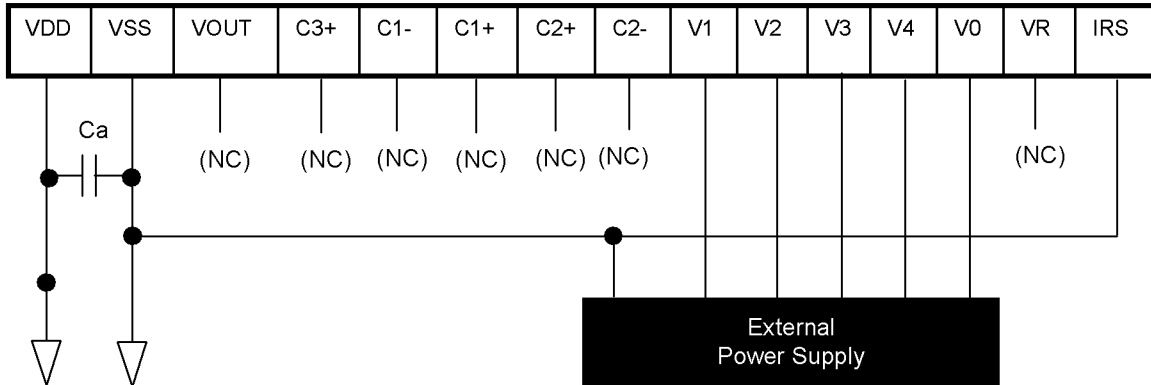 VDD VSS VOUT C3+ C1- C1+ C2+ C2- V1 V2 V3 V4 V0 VR IRS
Ca
(NC) (NC) (NC) (NC) (NC) (NC) (NC)
External
Power Supply